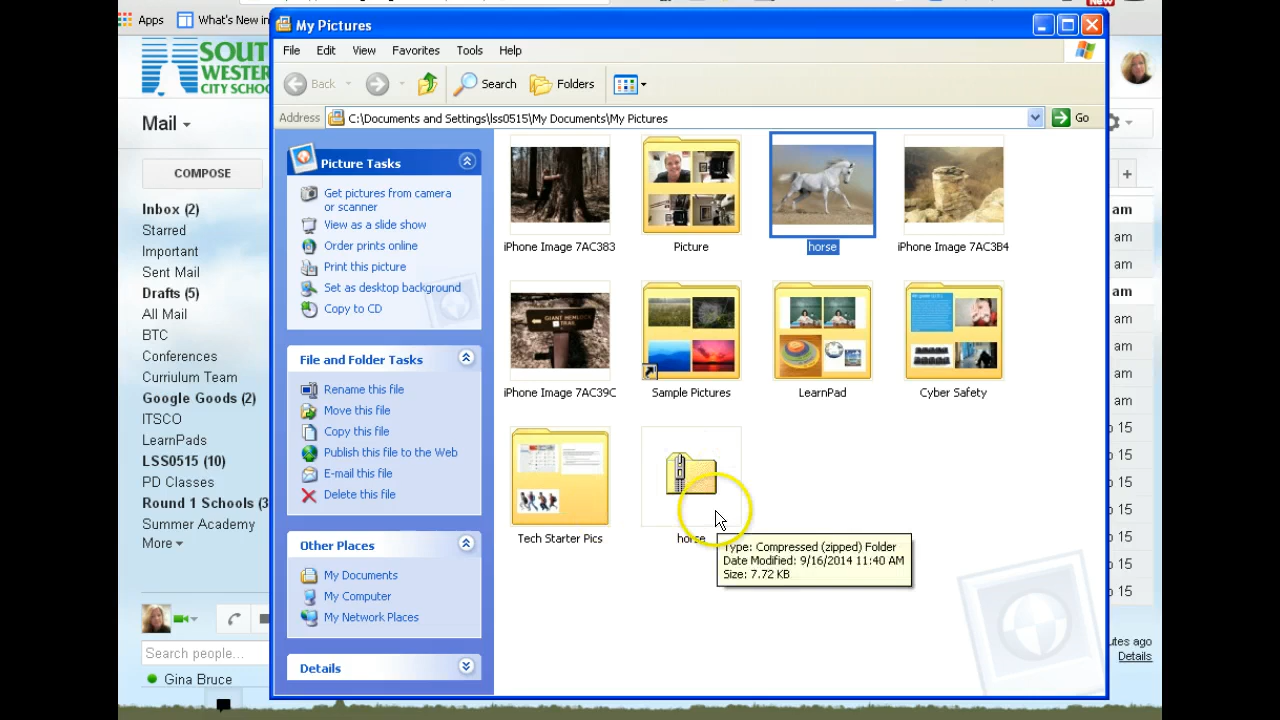 New
Apps
What's New in
My Pictures
File Edit View Favorites Tools Help
Back Search Folders
Address C:\Documents and Settings\lss0515\My Documents\My Pictures Go
SOUT
WESTER
CITY SCHOO
Mail
COMPOSE
Inbox (2)
Starred
Important
Sent Mail
Drafts (5)
All Mail
BTC
Conferences
Curriulum Team
Google Goods (2)
ITSCO
LearnPads
LSS0515 (10)
PD Classes
Round 1 Schools (3
Summer Academy
More
Search people...
Gina Bruce
Picture Tasks
Get pictures from camera
or scanner
View as a slide show
Order prints online
Print this picture
Set as desktop background
Copy to CD
File and Folder Tasks
Rename this file
Move this file
Copy this file
Publish this file to the Web
E-mail this file
Delete this file
Other Places
My Documents
My Computer
My Network Places
Details
iPhone Image 7AC383
Picture
horse
iPhone Image 7AC3B4
GIANT HEMLOCK
TRAIL
iPhone Image 7AC39C
Sample Pictures
LearnPad
Cyber Safety
Tech Starter Pics
horse
Type: Compressed (zipped) Folder
Date Modified: 9/16/2014 11:40 AM
Size: 7.72 KB
am
am
am
am
am
am
am
am
15
15
15
15
15
15
15
utes ago
Details